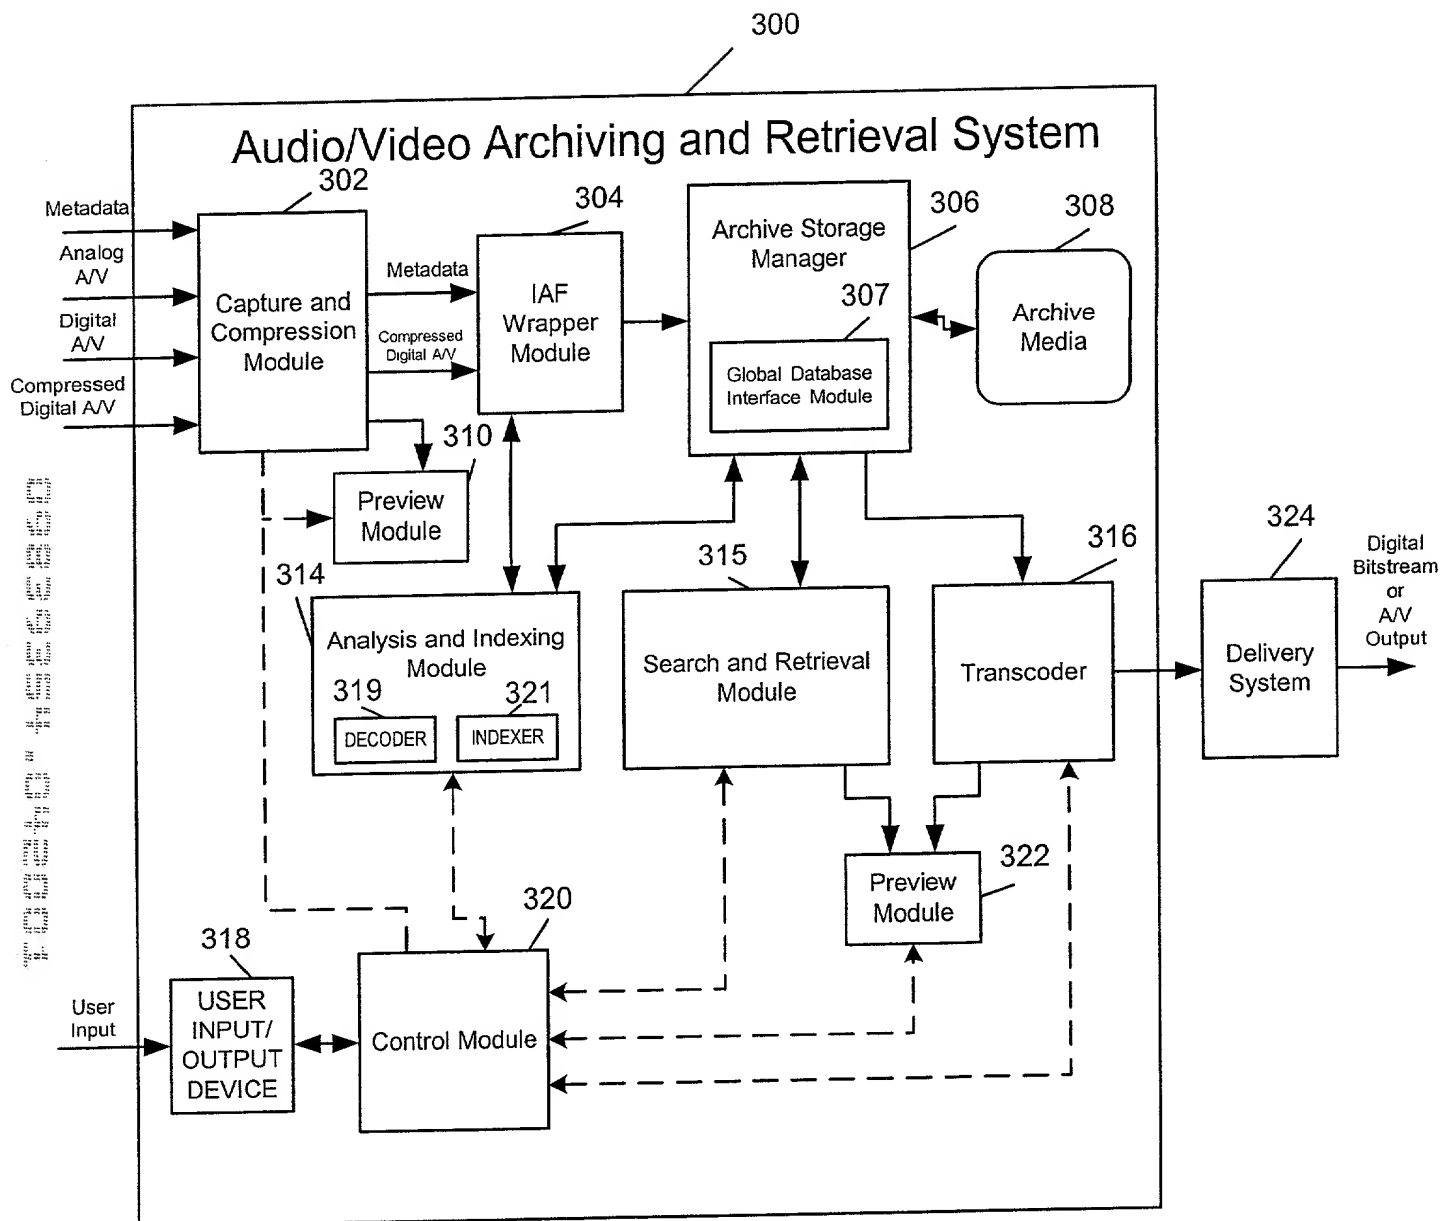 300
Audio/Video Archiving and Retrieval System
302
304
306
308
Metadata
Analog
A/V
Digital
A/V
Compressed
Digital A/V
Capture and
Compression
Module
Metadata
Compressed
Digital A/V
IAF
Wrapper
Module
Archive Storage
Manager
307
Global Database
Interface Module
Archive
Media
310
Preview
Module
314
Analysis and Indexing
Module
319
DECODER
321
INDEXER
315
Search and Retrieval
Module
316
Transcoder
324
Delivery
System
Digital
Bitstream
or
A/V
Output
322
Preview
Module
320
Control Module
318
USER
INPUT/
OUTPUT
DEVICE
User
Input
09839354.042001